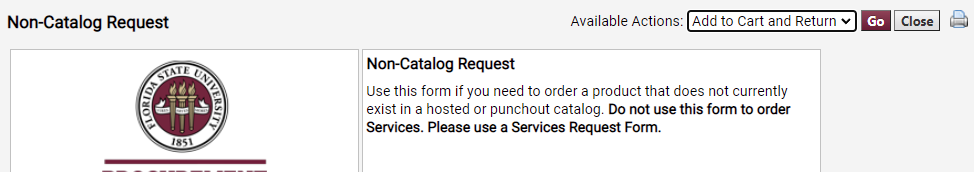 Non-Catalog Request
Available Actions: Add to Cart and Return Go Close
FLORIDA STATE UNIVERSITY
1851
Non-Catalog Request
Use this form if you need to order a product that does not currently
exist in a hosted or punchout catalog. Do not use this form to order
Services. Please use a Services Request Form.